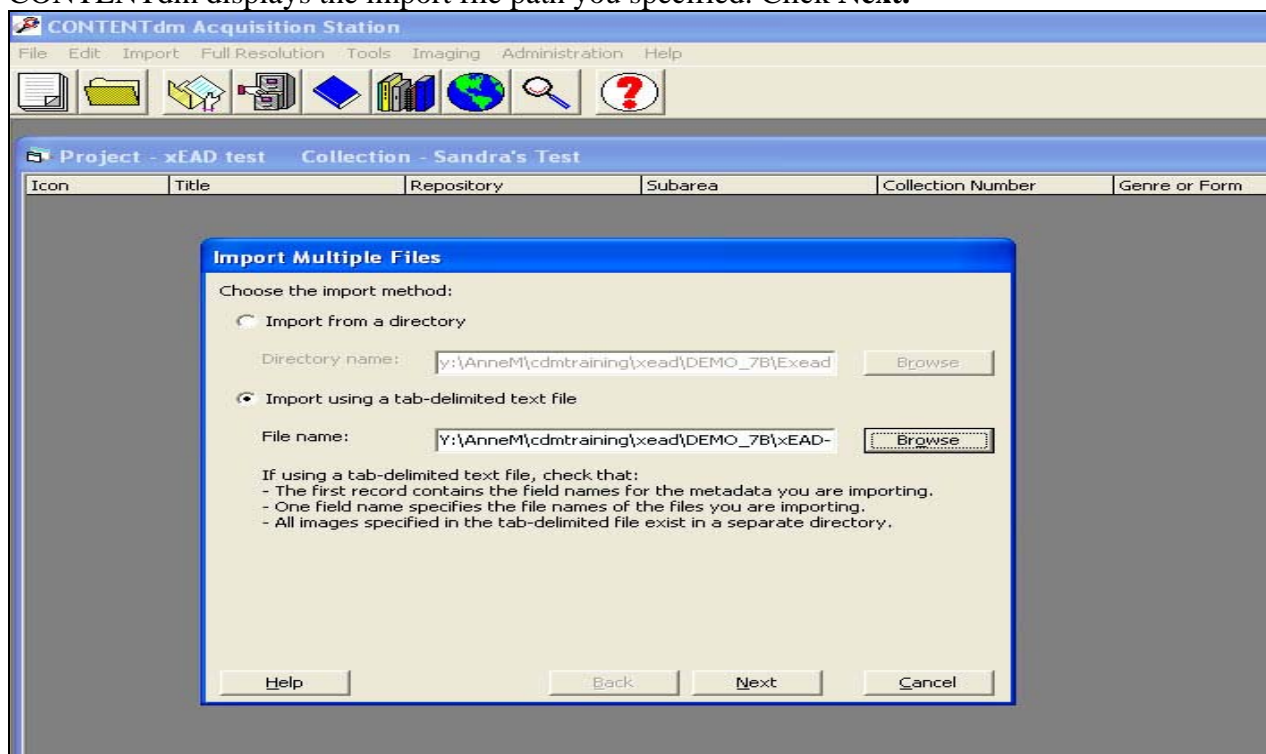 CONTENTdm displays the import file path you specified. Click Next.
CONTENTdm Acquisition Station
File Edit Import Full Resolution Tools Imaging Administration Help
Project - xEAD test Collection - Sandra's Test
Icon Title Repository Subarea Collection Number Genre or Form
Import Multiple Files
Choose the import method:
Import from a directory
Directory name: y:\AnneM\cdmtraining\xead\DEMO_7B\Exead Browse
Import using a tab-delimited text file
File name: Y:\AnneM\cdmtraining\xead\DEMO_7B\xEAD- Browse
If using a tab-delimited text file, check that:
- The first record contains the field names for the metadata you are importing.
- One field name specifies the file names of the files you are importing.
- All images specified in the tab-delimited file exist in a separate directory.
Help Back Next Cancel